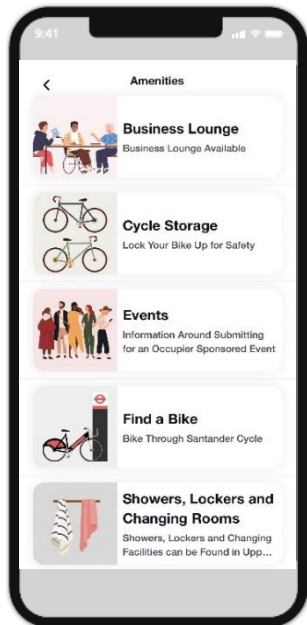 9:41
Amenities
Business Lounge
Business Lounge Available
Cycle Storage
Lock Your Bike Up for Safety
Events
Information Around Submitting
for an Occupier Sponsored Event
Find a Bike
Bike Through Santander Cycle
Showers, Lockers and
Changing Rooms
Showers, Lockers and Changing
Facilities can be Found in Upp...